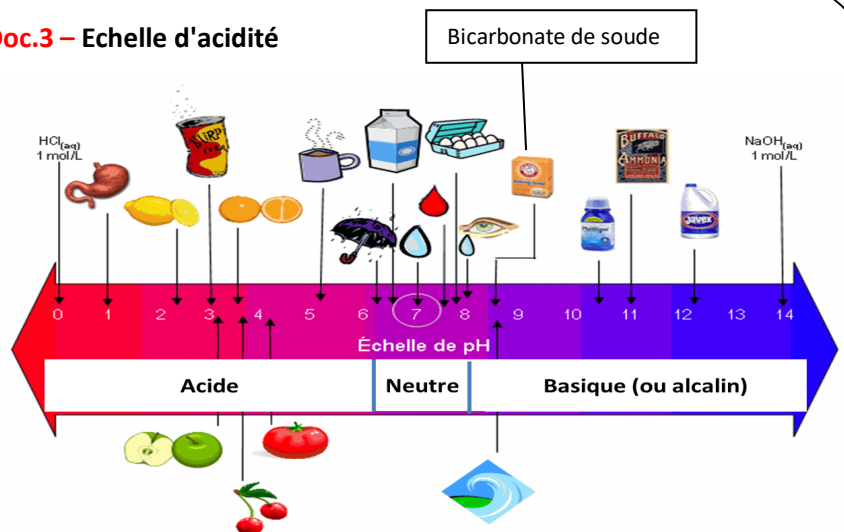 Doc.3 – Echelle d'acidité
Bicarbonate de soude
HCl(aq)
1 mol/L
BURP
COLA
BUFFALO
AMMONIA
NaOH(aq)
1 mol/L
JAVEX
0 1 2 3 4 5 6 7 8 9 10 11 12 13 14
Échelle de pH
Acide
Neutre
Basique (ou alcalin)